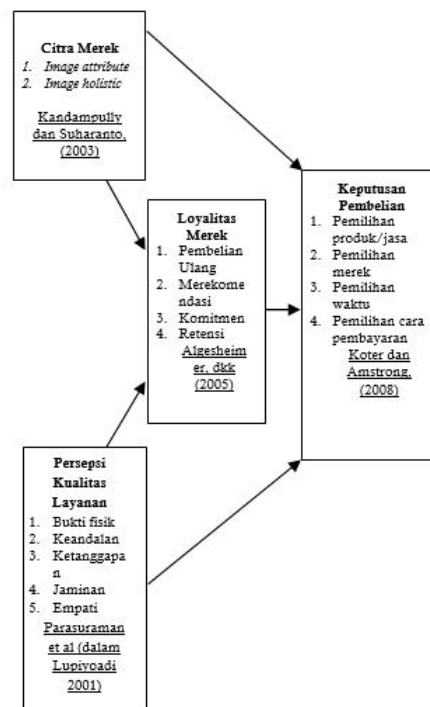 Citra Merek
1. Image attribute
2. Image holistic
Kandampully
dan Suharanto,
(2003)
Loyalitas
Merek
1. Pembelian
Ulang
2. Merekome
ndasi
3. Komitmen
4. Retensi
Algesheim
er, dkk
(2005)
Persepsi
Kualitas
Layanan
1. Bukti fisik
2. Keandalan
3. Ketanggapa
n
4. Jaminan
5. Empati
Parasuraman
et al (dalam
Lupiyoadi
2001)
Keputusan
Pembelian
1. Pemilihan
produk/jasa
2. Pemilihan
merek
3. Pemilihan
waktu
4. Pemilihan cara
pembayaran
Koter dan
Amstrong,
(2008)